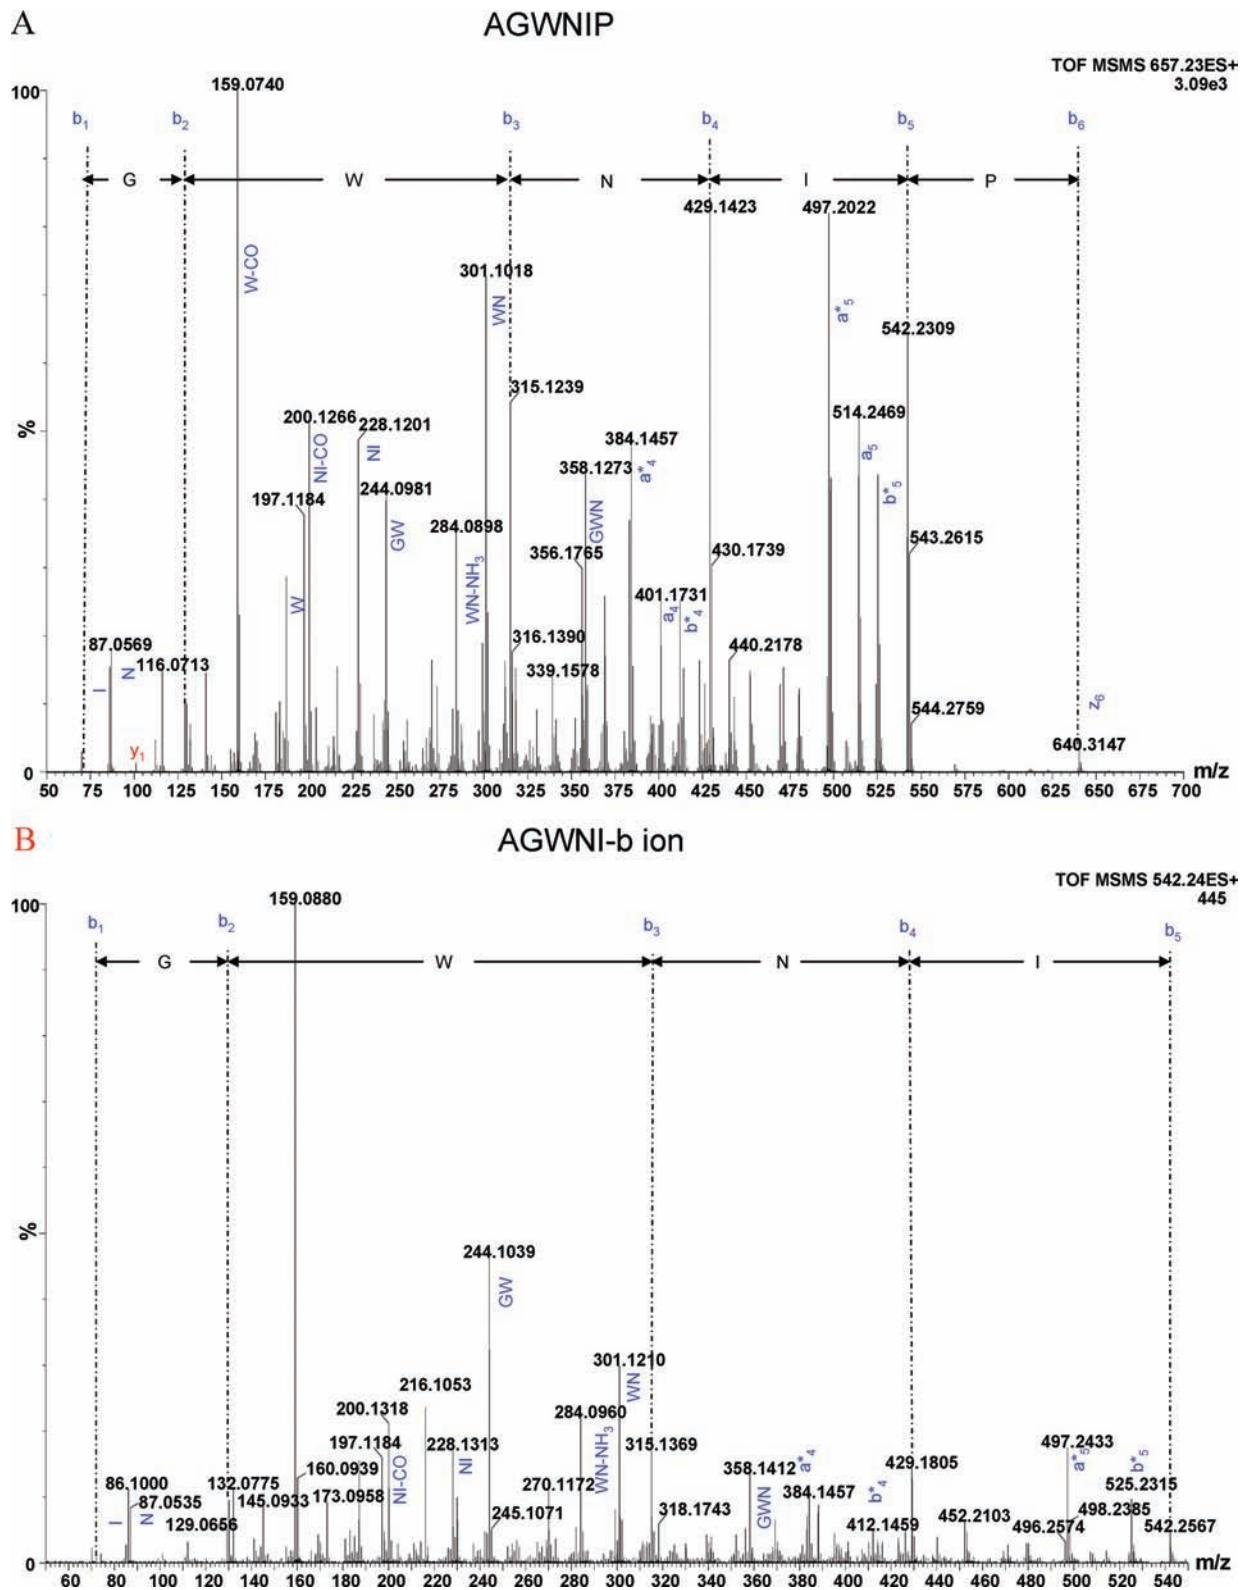 A
AGWNIP
TOF MSMS 657.23ES+
3.09e3
100
159.0740
b1 b2 b3 b4 b5 b6
G W N I P
429.1423 497.2022
W-CO
301.1018
WN
a*5
542.2309
315.1239
%
200.1266 228.1201
NI-CO NI
384.1457
a*4
514.2469
a5
358.1273
GWN
b*5
197.1184 244.0981
GW
284.0898
WN-NH3
356.1765 430.1739
543.2615
W
401.1731
a4 b*4
87.0569
116.0713
I N
316.1390
339.1578
440.2178
544.2759
z6
y1
640.3147
0
50 75 100 125 150 175 200 225 250 275 300 325 350 375 400 425 450 475 500 525 550 575 600 625 650 675 700 m/z
B
AGWNI-b ion
TOF MSMS 542.24ES+
445
100
159.0880
b1 b2 b3 b4 b5
G W N I
%
244.1039
GW
301.1210
WN
216.1053
200.1318
284.0960
WN-NH3
197.1184
NI-CO
228.1313
NI
315.1369
497.2433
a*5
b*5
86.1000 132.0775 160.0939
358.1412
GWN
a*4
384.1457
429.1805
525.2315
87.0535
145.0933 173.0958
270.1172
b*4
I N
129.0656
245.1071
318.1743
412.1459
452.2103
498.2385
496.2574
542.2567
0
60 80 100 120 140 160 180 200 220 240 260 280 300 320 340 360 380 400 420 440 460 480 500 520 540 m/z